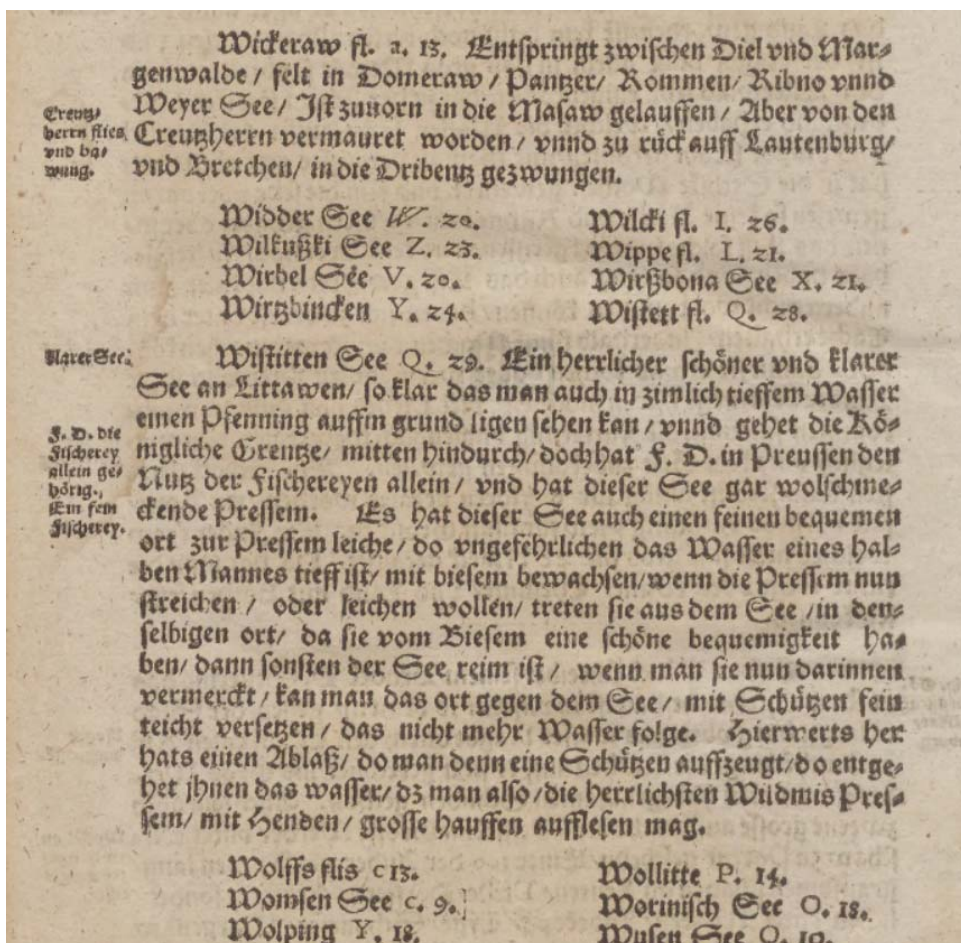 Wickeraw fl. a. 13. Entspringt zwischen Diel vnd Mar-
genwalde / felt in Domeraw / Pantzer / Rommen / Ribno vnnd
Weyer See / Ist zuuorn in die Masaw gelauffen / Aber von den
Creutzherrn vermauret worden / vnnd zu rück auff Lautenburg /
vnd Bretchen / in die Dribentz gezwungen.
Creutz-
herrn flies
vnd ba-
wung.
Widder See W. 20.
Wilkußki See Z. 23.
Wirbel See V. 20.
Wirtzbincken Y. 24.
Wilcki fl. I. 26.
Wippe fl. L. 21.
Wirßbona See X. 21.
Wistett fl. Q. 28.
Klarer See.
Wistitten See Q. 29. Ein herrlicher schöner vnd klarer
See an Littawen / so klar das man auch in zimlich tieffem Wasser
einen Pfenning auffm grund ligen sehen kan / vnnd gehet die Kö-
nigliche Grentze / mitten hindurch / doch hat F. D. in Preussen den
Nutz der Fischereyen allein / vnd hat dieser See gar wolschme-
ckende Pressem. Es hat dieser See auch einen feinen bequemen
ort zur Pressem leiche / do vngefehrlichen das Wasser eines hal-
ben Mannes tieff ist / mit biesem bewachsen / wenn die Pressem nun
streichen / oder leichen wollen / treten sie aus dem See / in den-
selbigen ort / da sie vom Biesem eine schöne bequemigkeit ha-
ben / dann sonsten der See reim ist / wenn man sie nun darinnen
vermerckt / kan man das ort gegen dem See / mit Schützen fein
teicht versetzen / das nicht mehr Wasser folge. Hierwerts her
hats einen Ablaß / do man denn eine Schützen auffzeugt / do entge-
het jhnen das wasser / dz man also / die herrlichsten Wildnis Pres-
sem / mit Henden / grosse hauffen aufflesen mag.
F. D. die
Fischerey
allein ge-
hörig.
Ein fein
Fischerey.
Wolffs flis c 13.
Womsen See c. 9.
Wolping Y. 18.
Wollitte P. 14.
Worinisch See O. 18.
Wusen See O. 19.